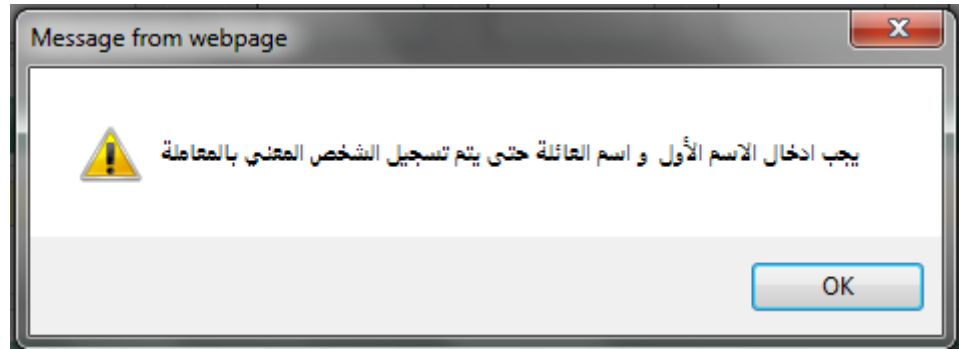 Message from webpage
يجب ادخال الاسم الأول و اسم العائلة حتى يتم تسجيل الشخص المعني بالمعاملة
OK